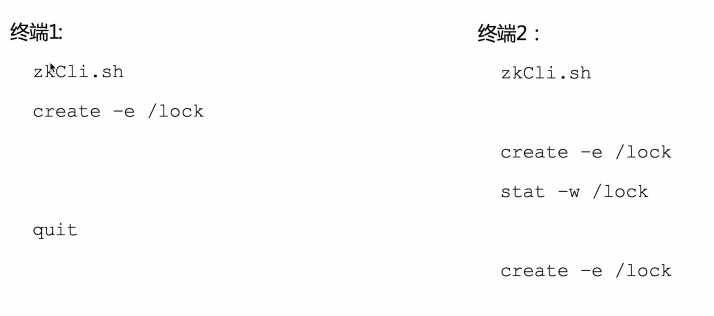 终端1:
zkCli.sh
create -e /lock
quit
终端2：
zkCli.sh
create -e /lock
stat -w /lock
create -e /lock